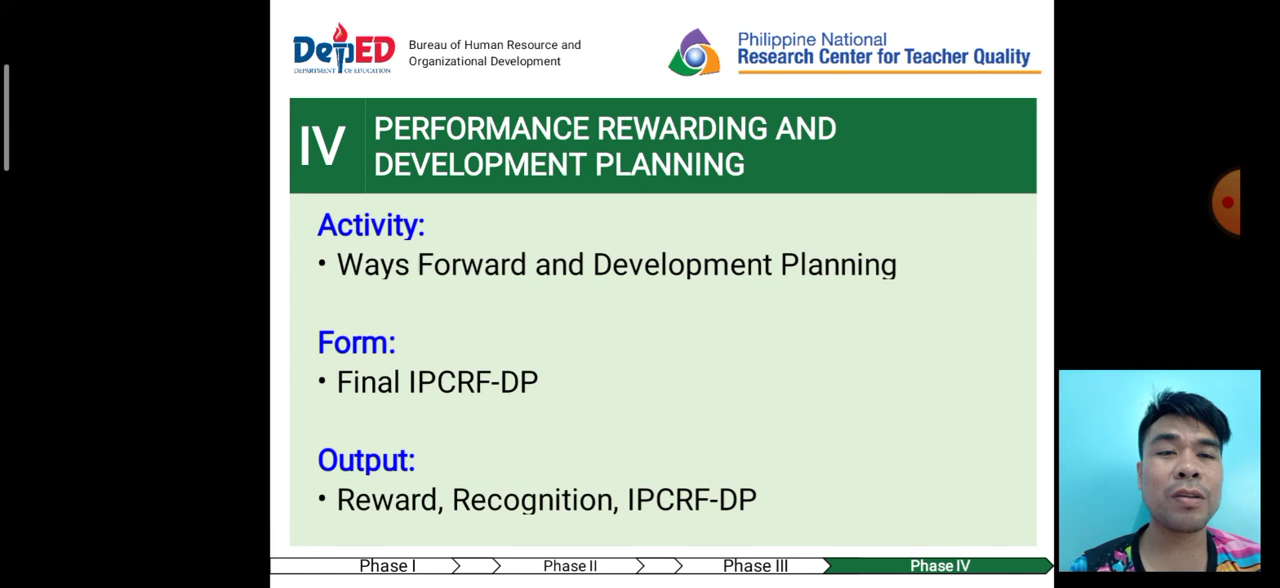 DepED
DEPARTMENT OF EDUCATION
Bureau of Human Resource and
Organizational Development
Philippine National
Research Center for Teacher Quality
IV
PERFORMANCE REWARDING AND
DEVELOPMENT PLANNING
Activity:
• Ways Forward and Development Planning
Form:
• Final IPCRF-DP
Output:
• Reward, Recognition, IPCRF-DP
Phase I
Phase II
Phase III
Phase IV